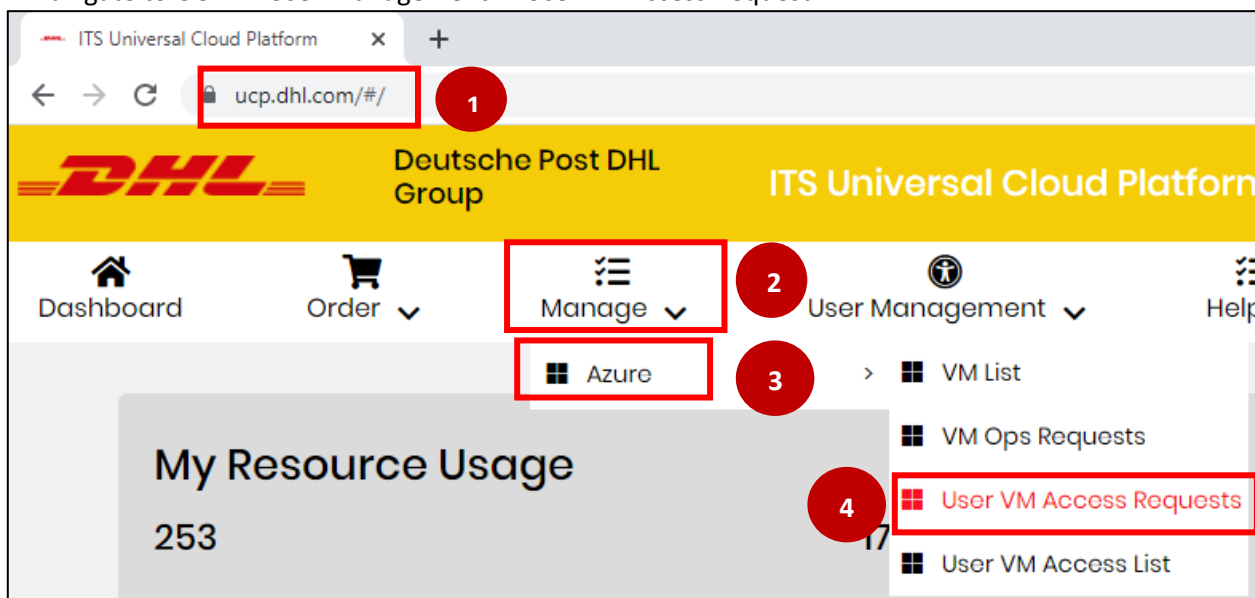 ITS Universal Cloud Platform
ucp.dhl.com/#/
1
DHL
Deutsche Post DHL
Group
ITS Universal Cloud Platform
Dashboard
Order
Manage
2
User Management
Help
Azure
3
> VM List
VM Ops Requests
4
User VM Access Requests
User VM Access List
My Resource Usage
253
17